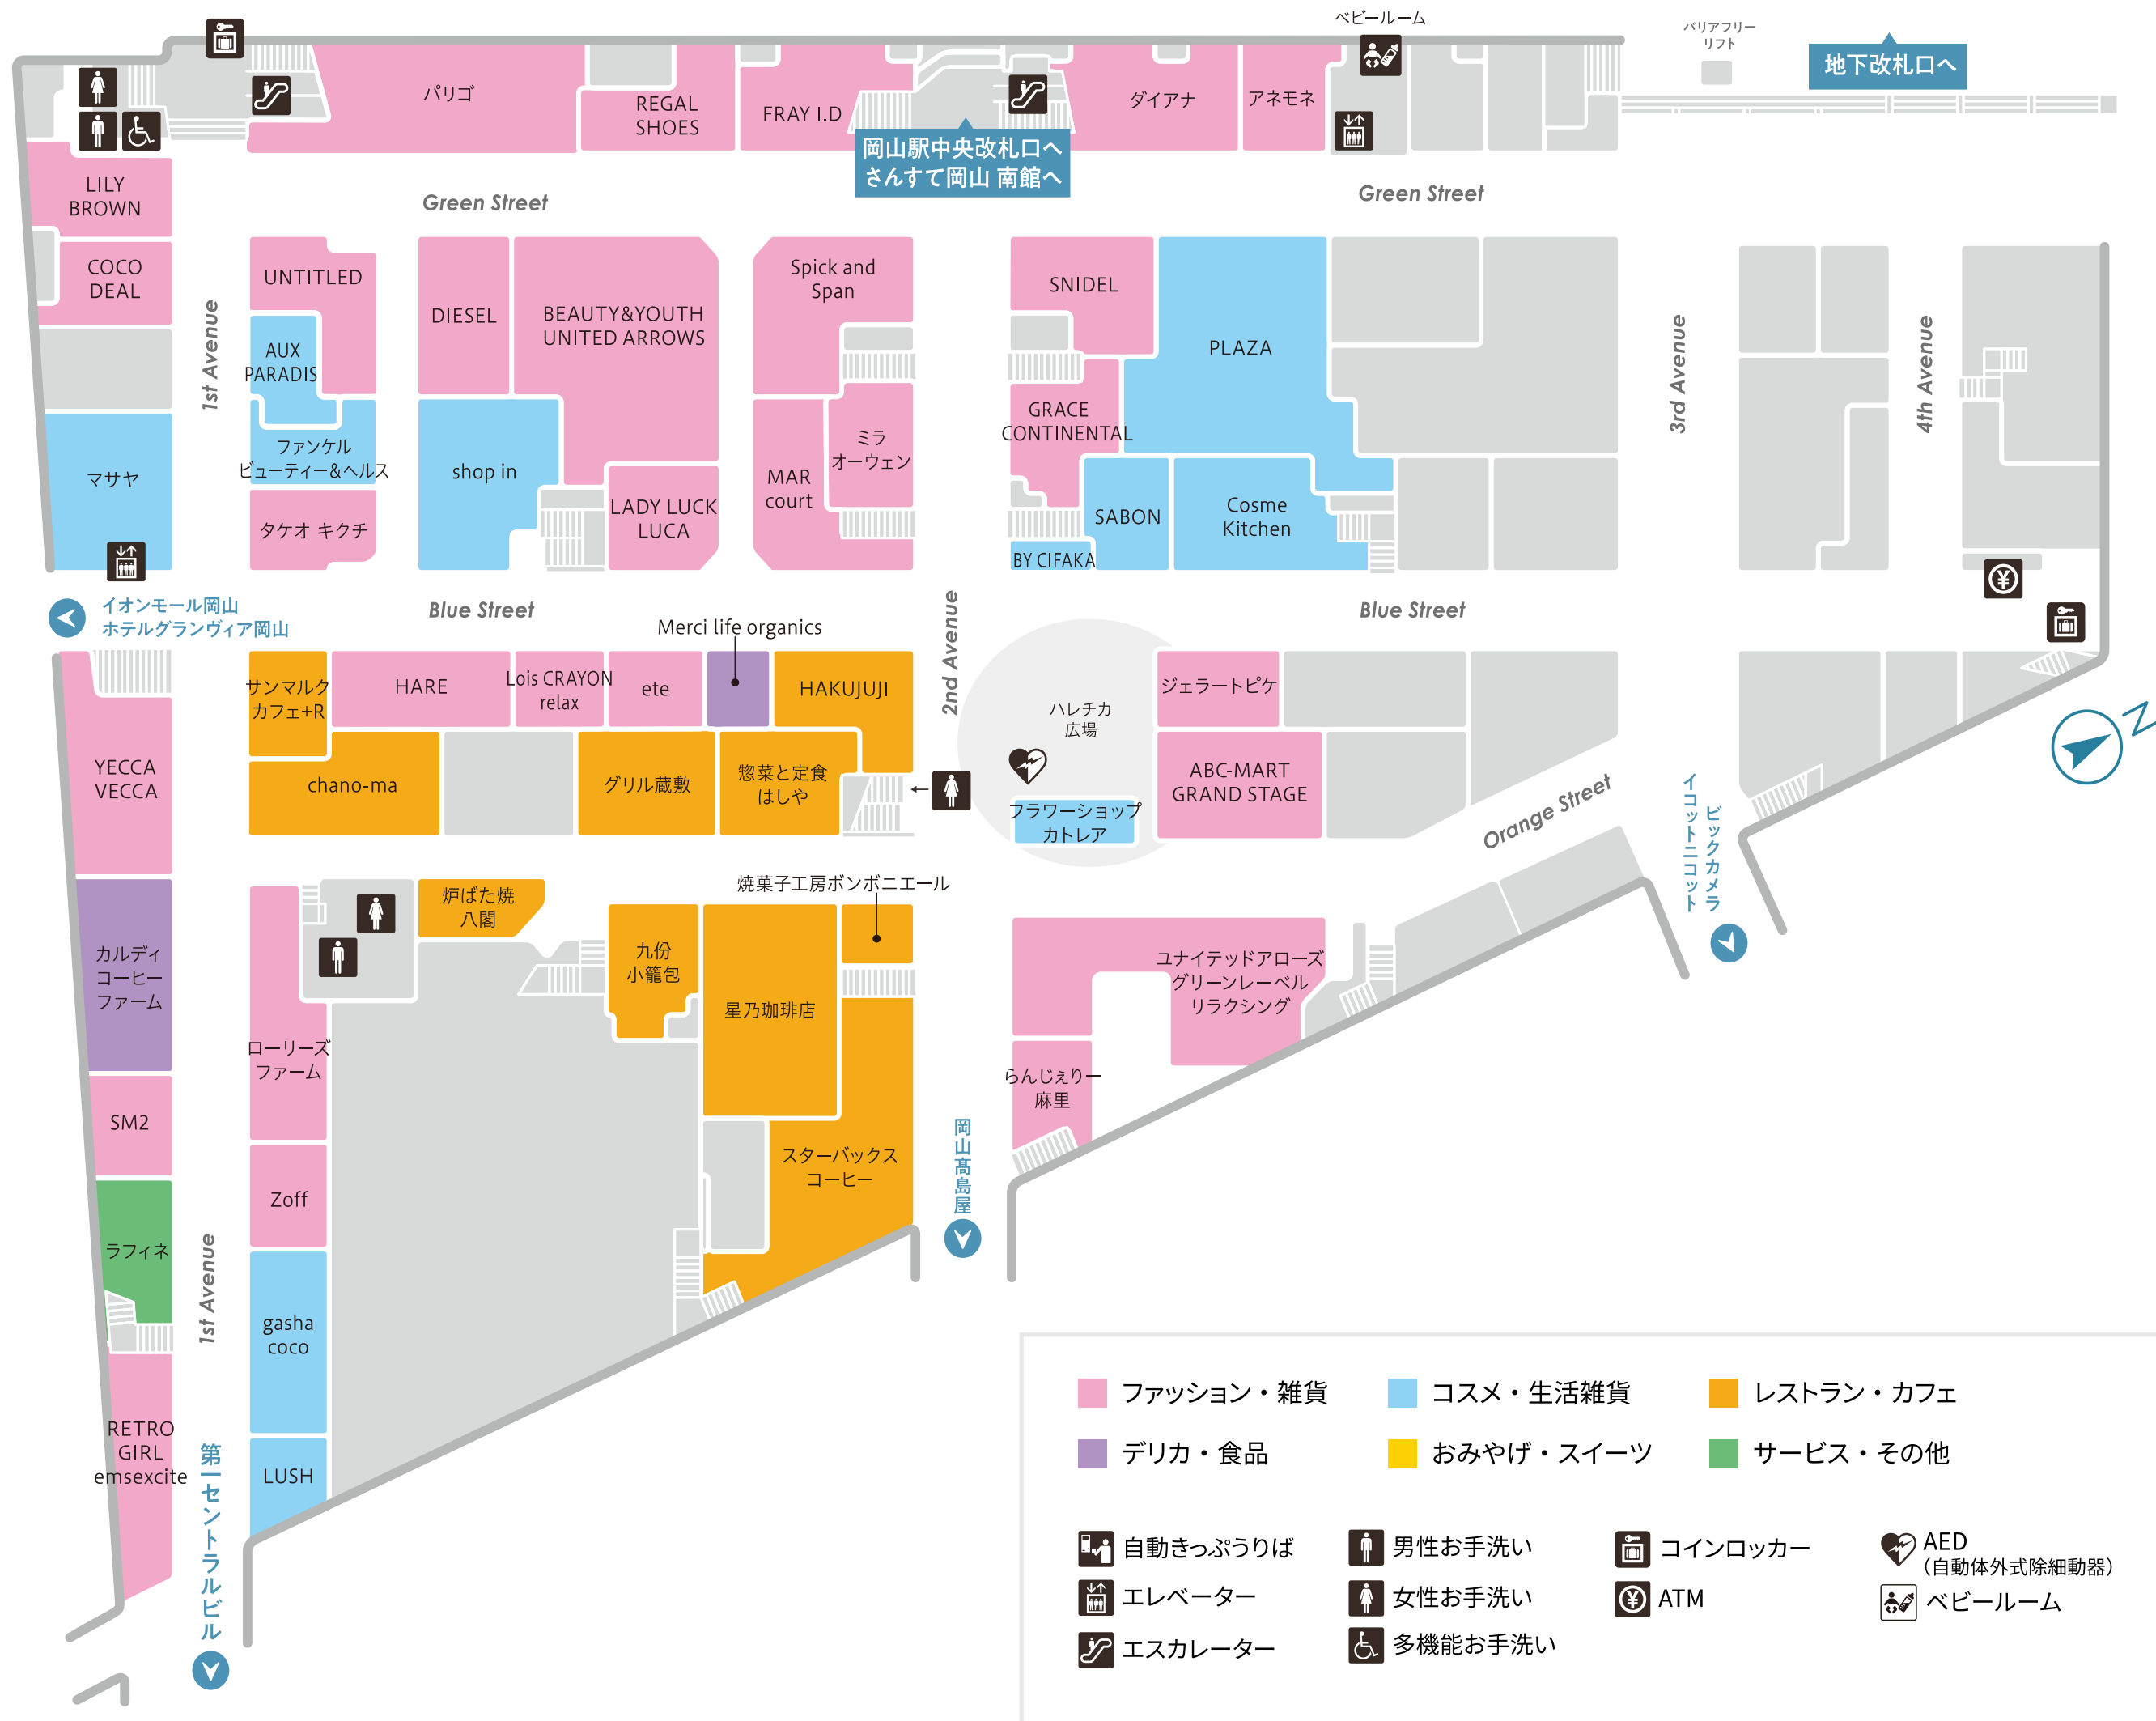 ベビールーム
バリアフリー
リフト
地下改札口へ
パリゴ
REGAL
SHOES
FRAY I.D
ダイアナ
アネモネ
岡山駅中央改札口へ
さんすて岡山 南館へ
LILY
BROWN
Green Street
Green Street
COCO
DEAL
1st Avenue
UNTITLED
DIESEL
BEAUTY&YOUTH
UNITED ARROWS
Spick and
Span
SNIDEL
PLAZA
3rd Avenue
4th Avenue
AUX
PARADIS
マサヤ
ファンケル
ビューティー&ヘルス
shop in
MAR
court
ミラ
オーウェン
GRACE
CONTINENTAL
タケオ キクチ
LADY LUCK
LUCA
SABON
Cosme
Kitchen
BY CIFAKA
イオンモール岡山
ホテルグランヴィア岡山
Blue Street
Blue Street
Merci life organics
2nd Avenue
サンマルク
カフェ+R
HARE
Lois CRAYON
relax
ete
HAKUJUJI
ハレチカ
広場
ジェラートピケ
YECCA
VECCA
chano-ma
グリル蔵敷
惣菜と定食
はしや
フラワーショップ
カトレア
ABC-MART
GRAND STAGE
Orange Street
ビックカメラ
イコットニコット
N
焼菓子工房ボンボニエール
炉ばた焼
八閣
カルディ
コーヒー
ファーム
九份
小籠包
星乃珈琲店
ユナイテッドアローズ
グリーンレーベル
リラクシング
ローリーズ
ファーム
らんじぇりー
麻里
SM2
スターバックス
コーヒー
岡山髙島屋
Zoff
ラフィネ
1st Avenue
gasha
coco
RETRO
GIRL
emsexcite
LUSH
第一セントラルビル
ファッション・雑貨
コスメ・生活雑貨
レストラン・カフェ
デリカ・食品
おみやげ・スイーツ
サービス・その他
自動きっぷうりば
男性お手洗い
コインロッカー
AED
(自動体外式除細動器)
エレベーター
女性お手洗い
ATM
ベビールーム
エスカレーター
多機能お手洗い